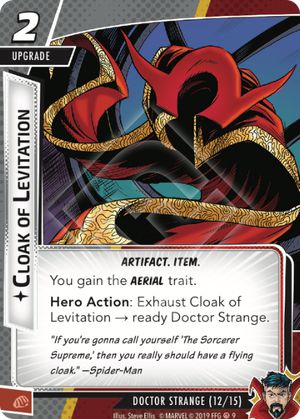 2
UPGRADE
CLOAK OF LEVITATION
ARTIFACT. ITEM.
You gain the AERIAL trait.
Hero Action: Exhaust Cloak of
Levitation → ready Doctor Strange.
"If you're gonna call yourself 'The Sorcerer
Supreme,' then you really should have a flying
cloak." —Spider-Man
DOCTOR STRANGE (12/15)
Illus. Steve Ellis © MARVEL © 2019 FFG 9